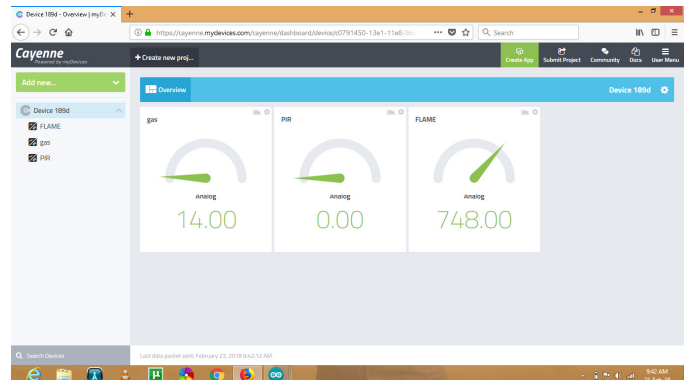 Device 189d - Overview | myDe
https://cayenne.mydevices.com/cayenne/dashboard/device/c0791450-13e1-11e8-
Search
Cayenne
Powered by myDevices
+ Create new proj...
Create App
Submit Project
Community
Docs
User Menu
Add new...
Overview
Device 189d
Device 189d
FLAME
gas
PIR
gas
Analog
14.00
PIR
Analog
0.00
FLAME
Analog
748.00
Search Devices
Last data packet sent: February 23, 2018 9:42:12 AM
9:42 AM
23-Feb-18